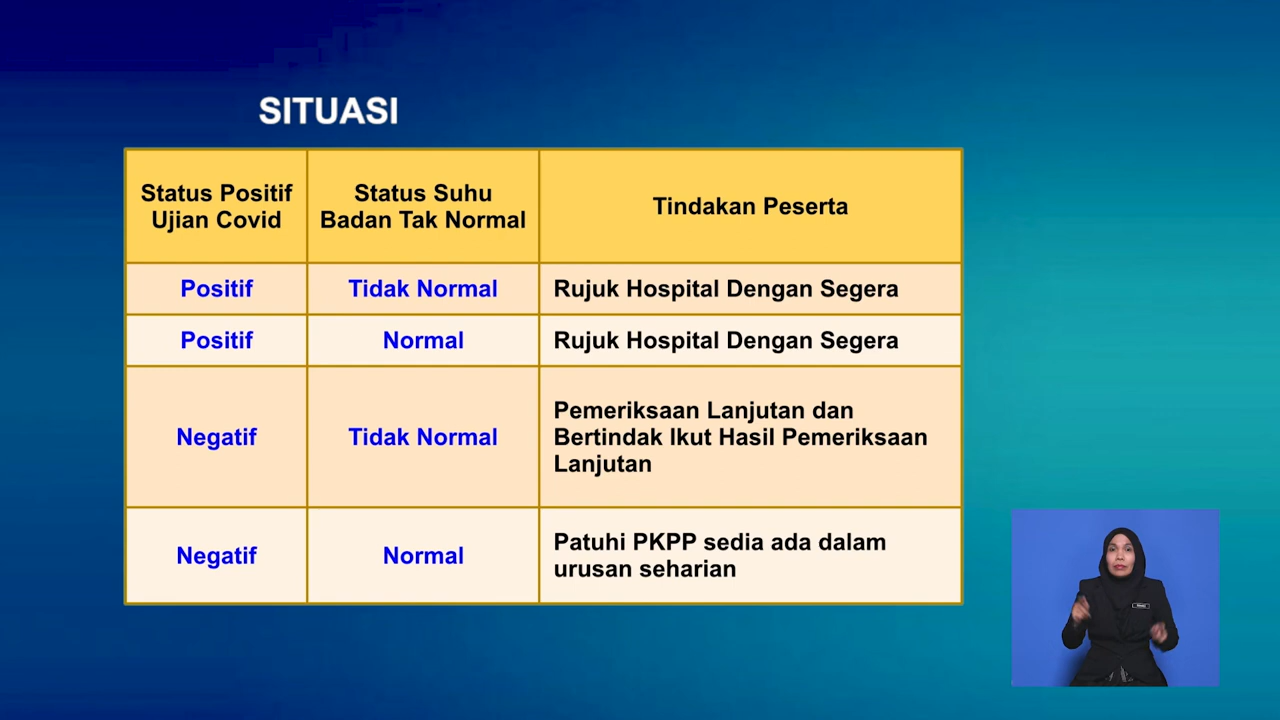 SITUASI
Status Positif
Ujian Covid
Status Suhu
Badan Tak Normal
Tindakan Peserta
Positif
Tidak Normal
Rujuk Hospital Dengan Segera
Positif
Normal
Rujuk Hospital Dengan Segera
Negatif
Tidak Normal
Pemeriksaan Lanjutan dan
Bertindak Ikut Hasil Pemeriksaan
Lanjutan
Negatif
Normal
Patuhi PKPP sedia ada dalam
urusan seharian